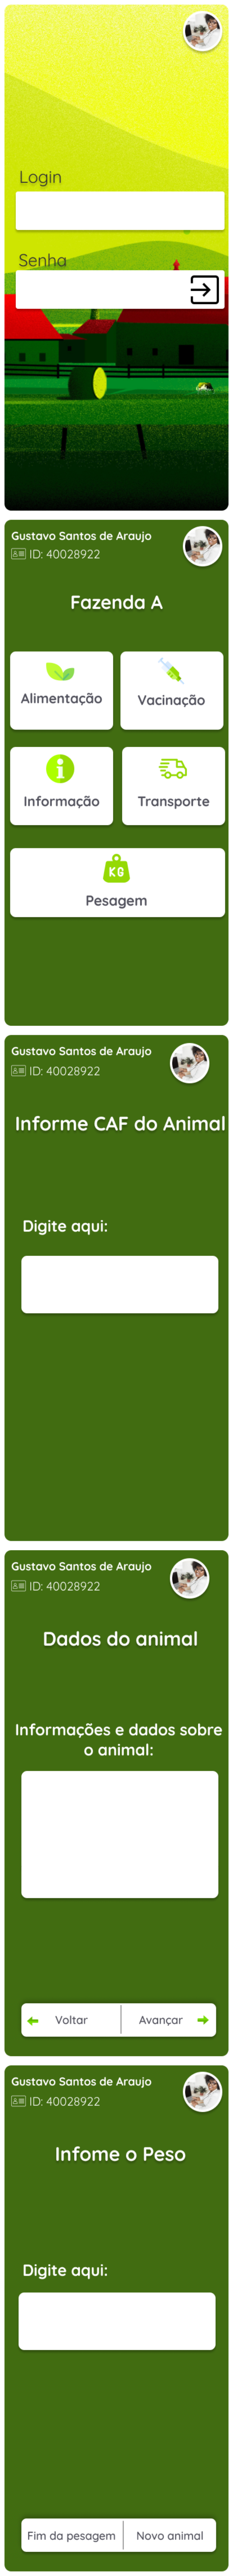 Login
Senha
Gustavo Santos de Araujo
ID: 40028922
Fazenda A
Alimentação
Vacinação
Informação
Transporte
KG
Pesagem
Gustavo Santos de Araujo
ID: 40028922
Informe CAF do Animal
Digite aqui:
Gustavo Santos de Araujo
ID: 40028922
Dados do animal
Informações e dados sobre
o animal:
Voltar
Avançar
Gustavo Santos de Araujo
ID: 40028922
Infome o Peso
Digite aqui:
Fim da pesagem
Novo animal